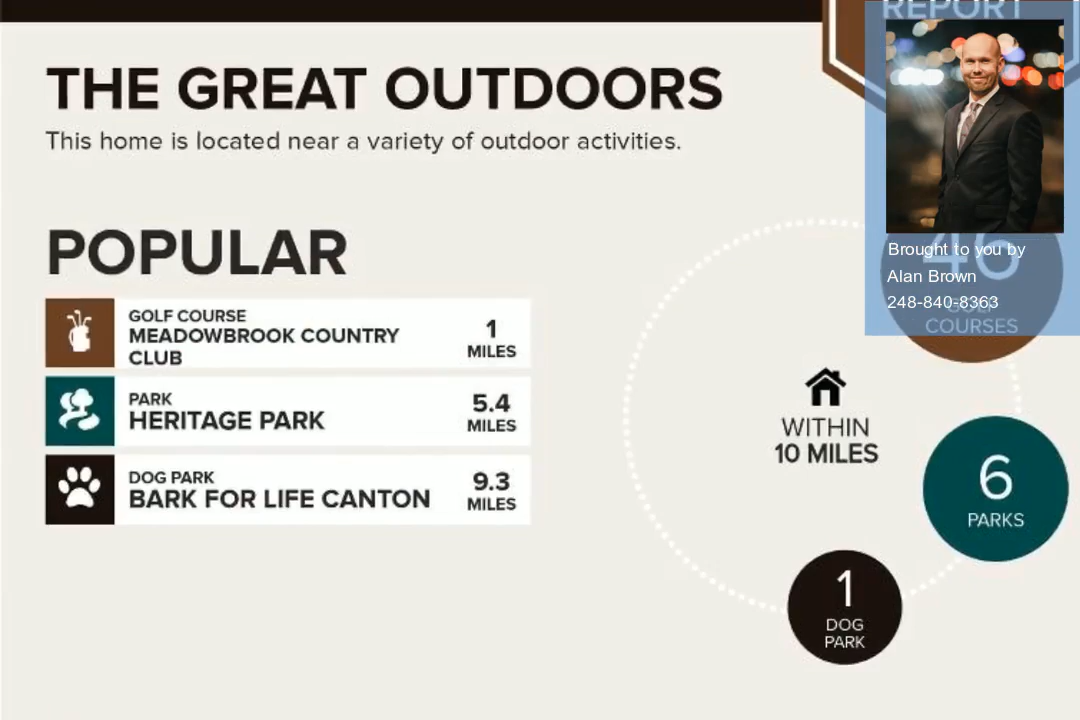 REPORT
THE GREAT OUTDOORS
This home is located near a variety of outdoor activities.
POPULAR
GOLF COURSE
MEADOWBROOK COUNTRY
CLUB
1
MILES
PARK
HERITAGE PARK
5.4
MILES
DOG PARK
BARK FOR LIFE CANTON
9.3
MILES
46
GOLF
COURSES
WITHIN
10 MILES
6
PARKS
1
DOG
PARK
Brought to you by
Alan Brown
248-840-8363